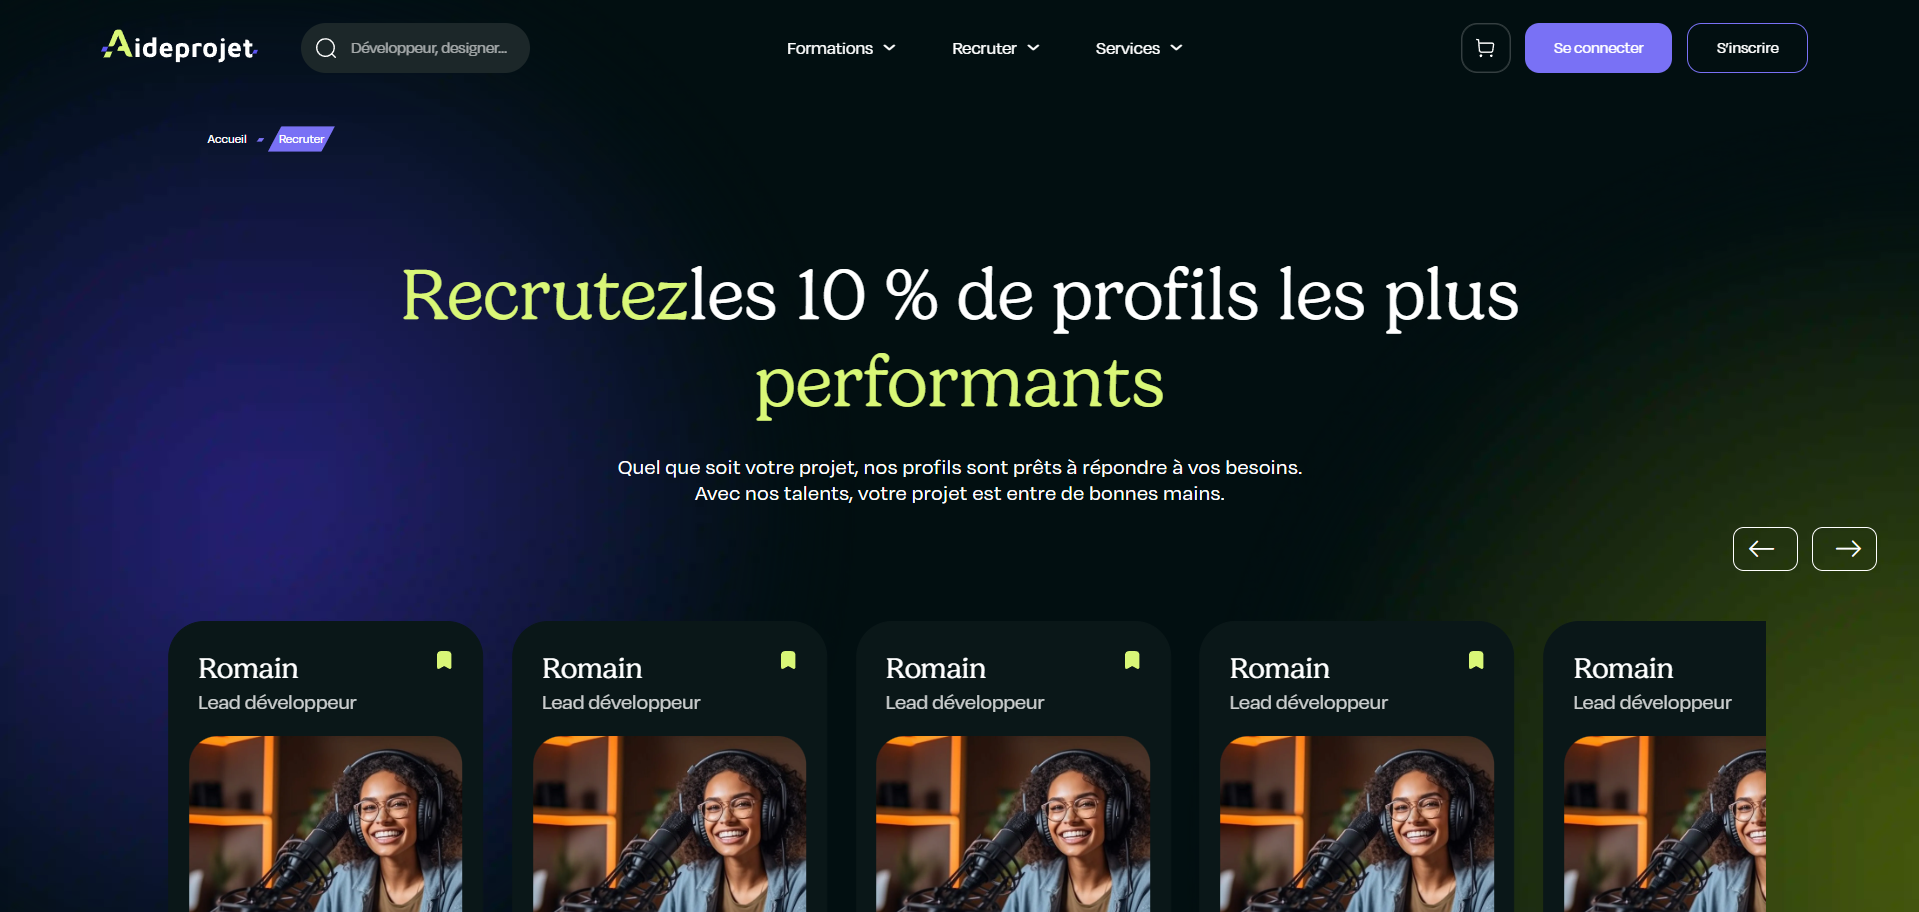 Aideprojet
Développeur, designer...
Formations
Recruter
Services
Se connecter
S'inscrire
Accueil
Recruter
Recrutezles 10 % de profils les plus
performants
Quel que soit votre projet, nos profils sont prêts à répondre à vos besoins.
Avec nos talents, votre projet est entre de bonnes mains.
Romain
Lead développeur
Romain
Lead développeur
Romain
Lead développeur
Romain
Lead développeur
Romain
Lead développeur